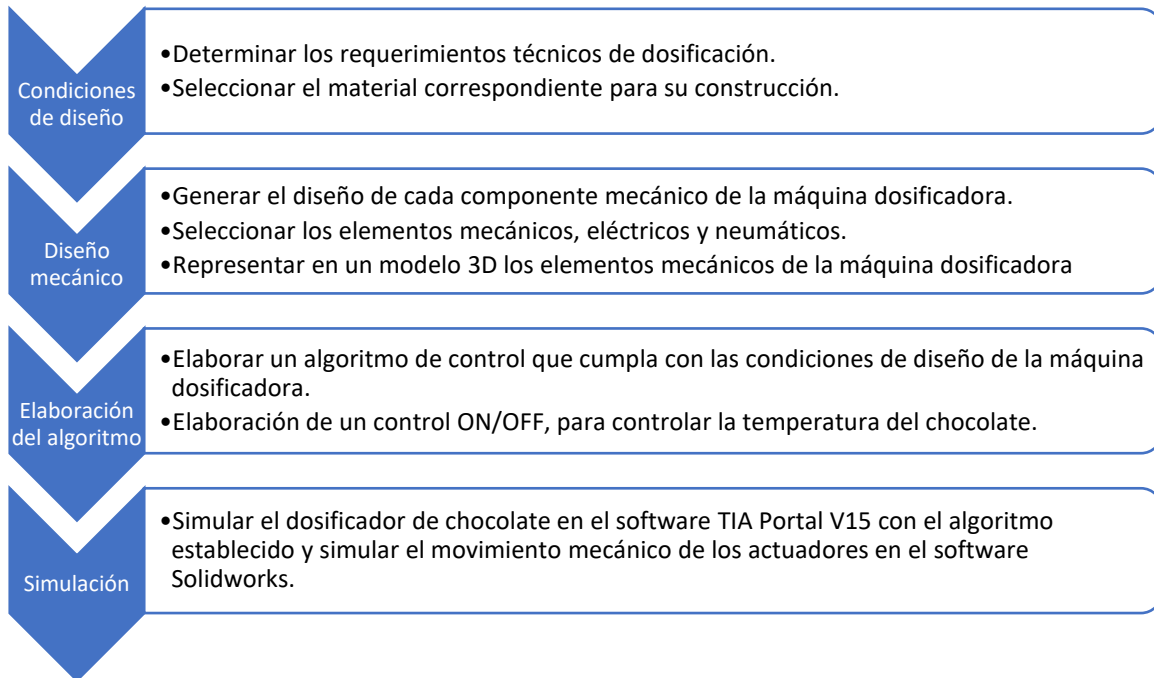 Condiciones
de diseño
•Determinar los requerimientos técnicos de dosificación.
•Seleccionar el material correspondiente para su construcción.
Diseño
mecánico
•Generar el diseño de cada componente mecánico de la máquina dosificadora.
•Seleccionar los elementos mecánicos, eléctricos y neumáticos.
•Representar en un modelo 3D los elementos mecánicos de la máquina dosificadora
Elaboración
del algoritmo
•Elaborar un algoritmo de control que cumpla con las condiciones de diseño de la máquina
dosificadora.
•Elaboración de un control ON/OFF, para controlar la temperatura del chocolate.
Simulación
•Simular el dosificador de chocolate en el software TIA Portal V15 con el algoritmo
establecido y simular el movimiento mecánico de los actuadores en el software
Solidworks.